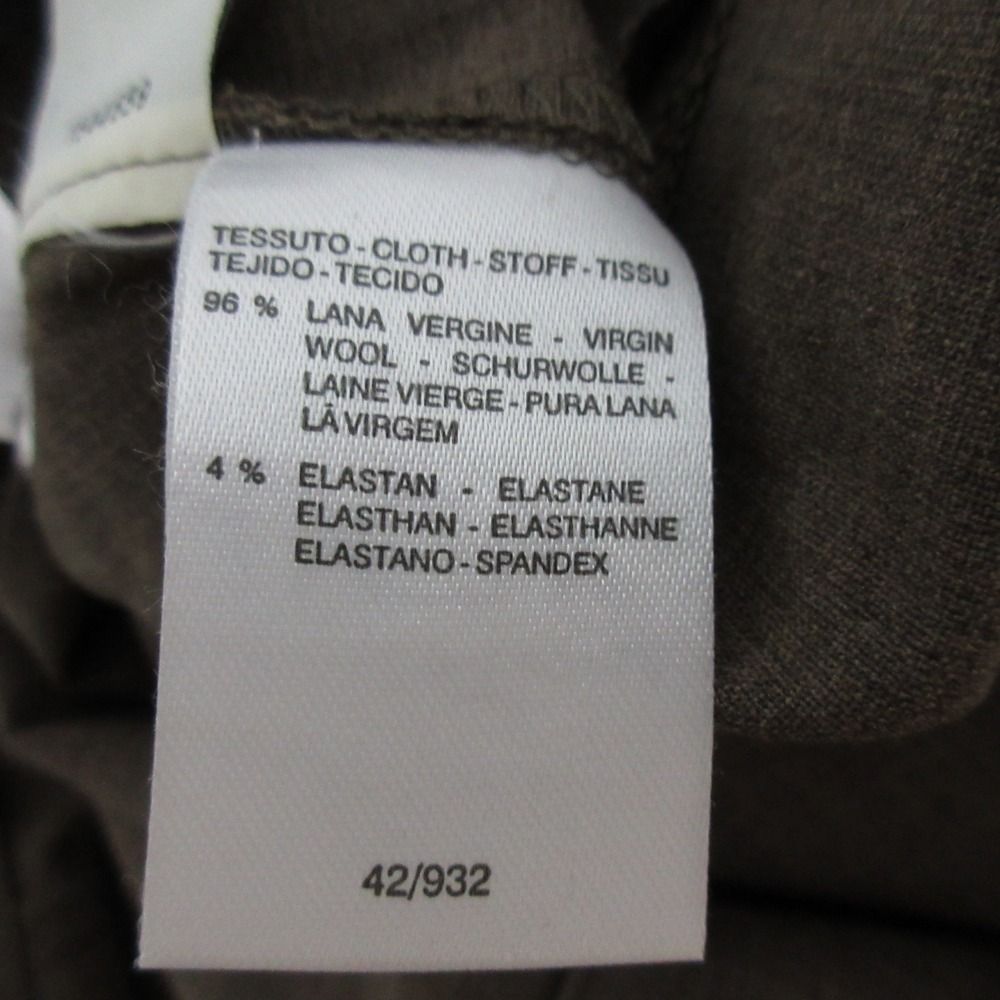 TESSUTO - CLOTH - STOFF - TISSU
TEJIDO - TECIDO
96 % LANA VERGINE - VIRGIN
WOOL - SCHURWOLLE -
LAINE VIERGE - PURA LANA
LÃ VIRGEM
4 % ELASTAN - ELASTANE
ELASTHAN - ELASTHANNE
ELASTANO - SPANDEX
42/932